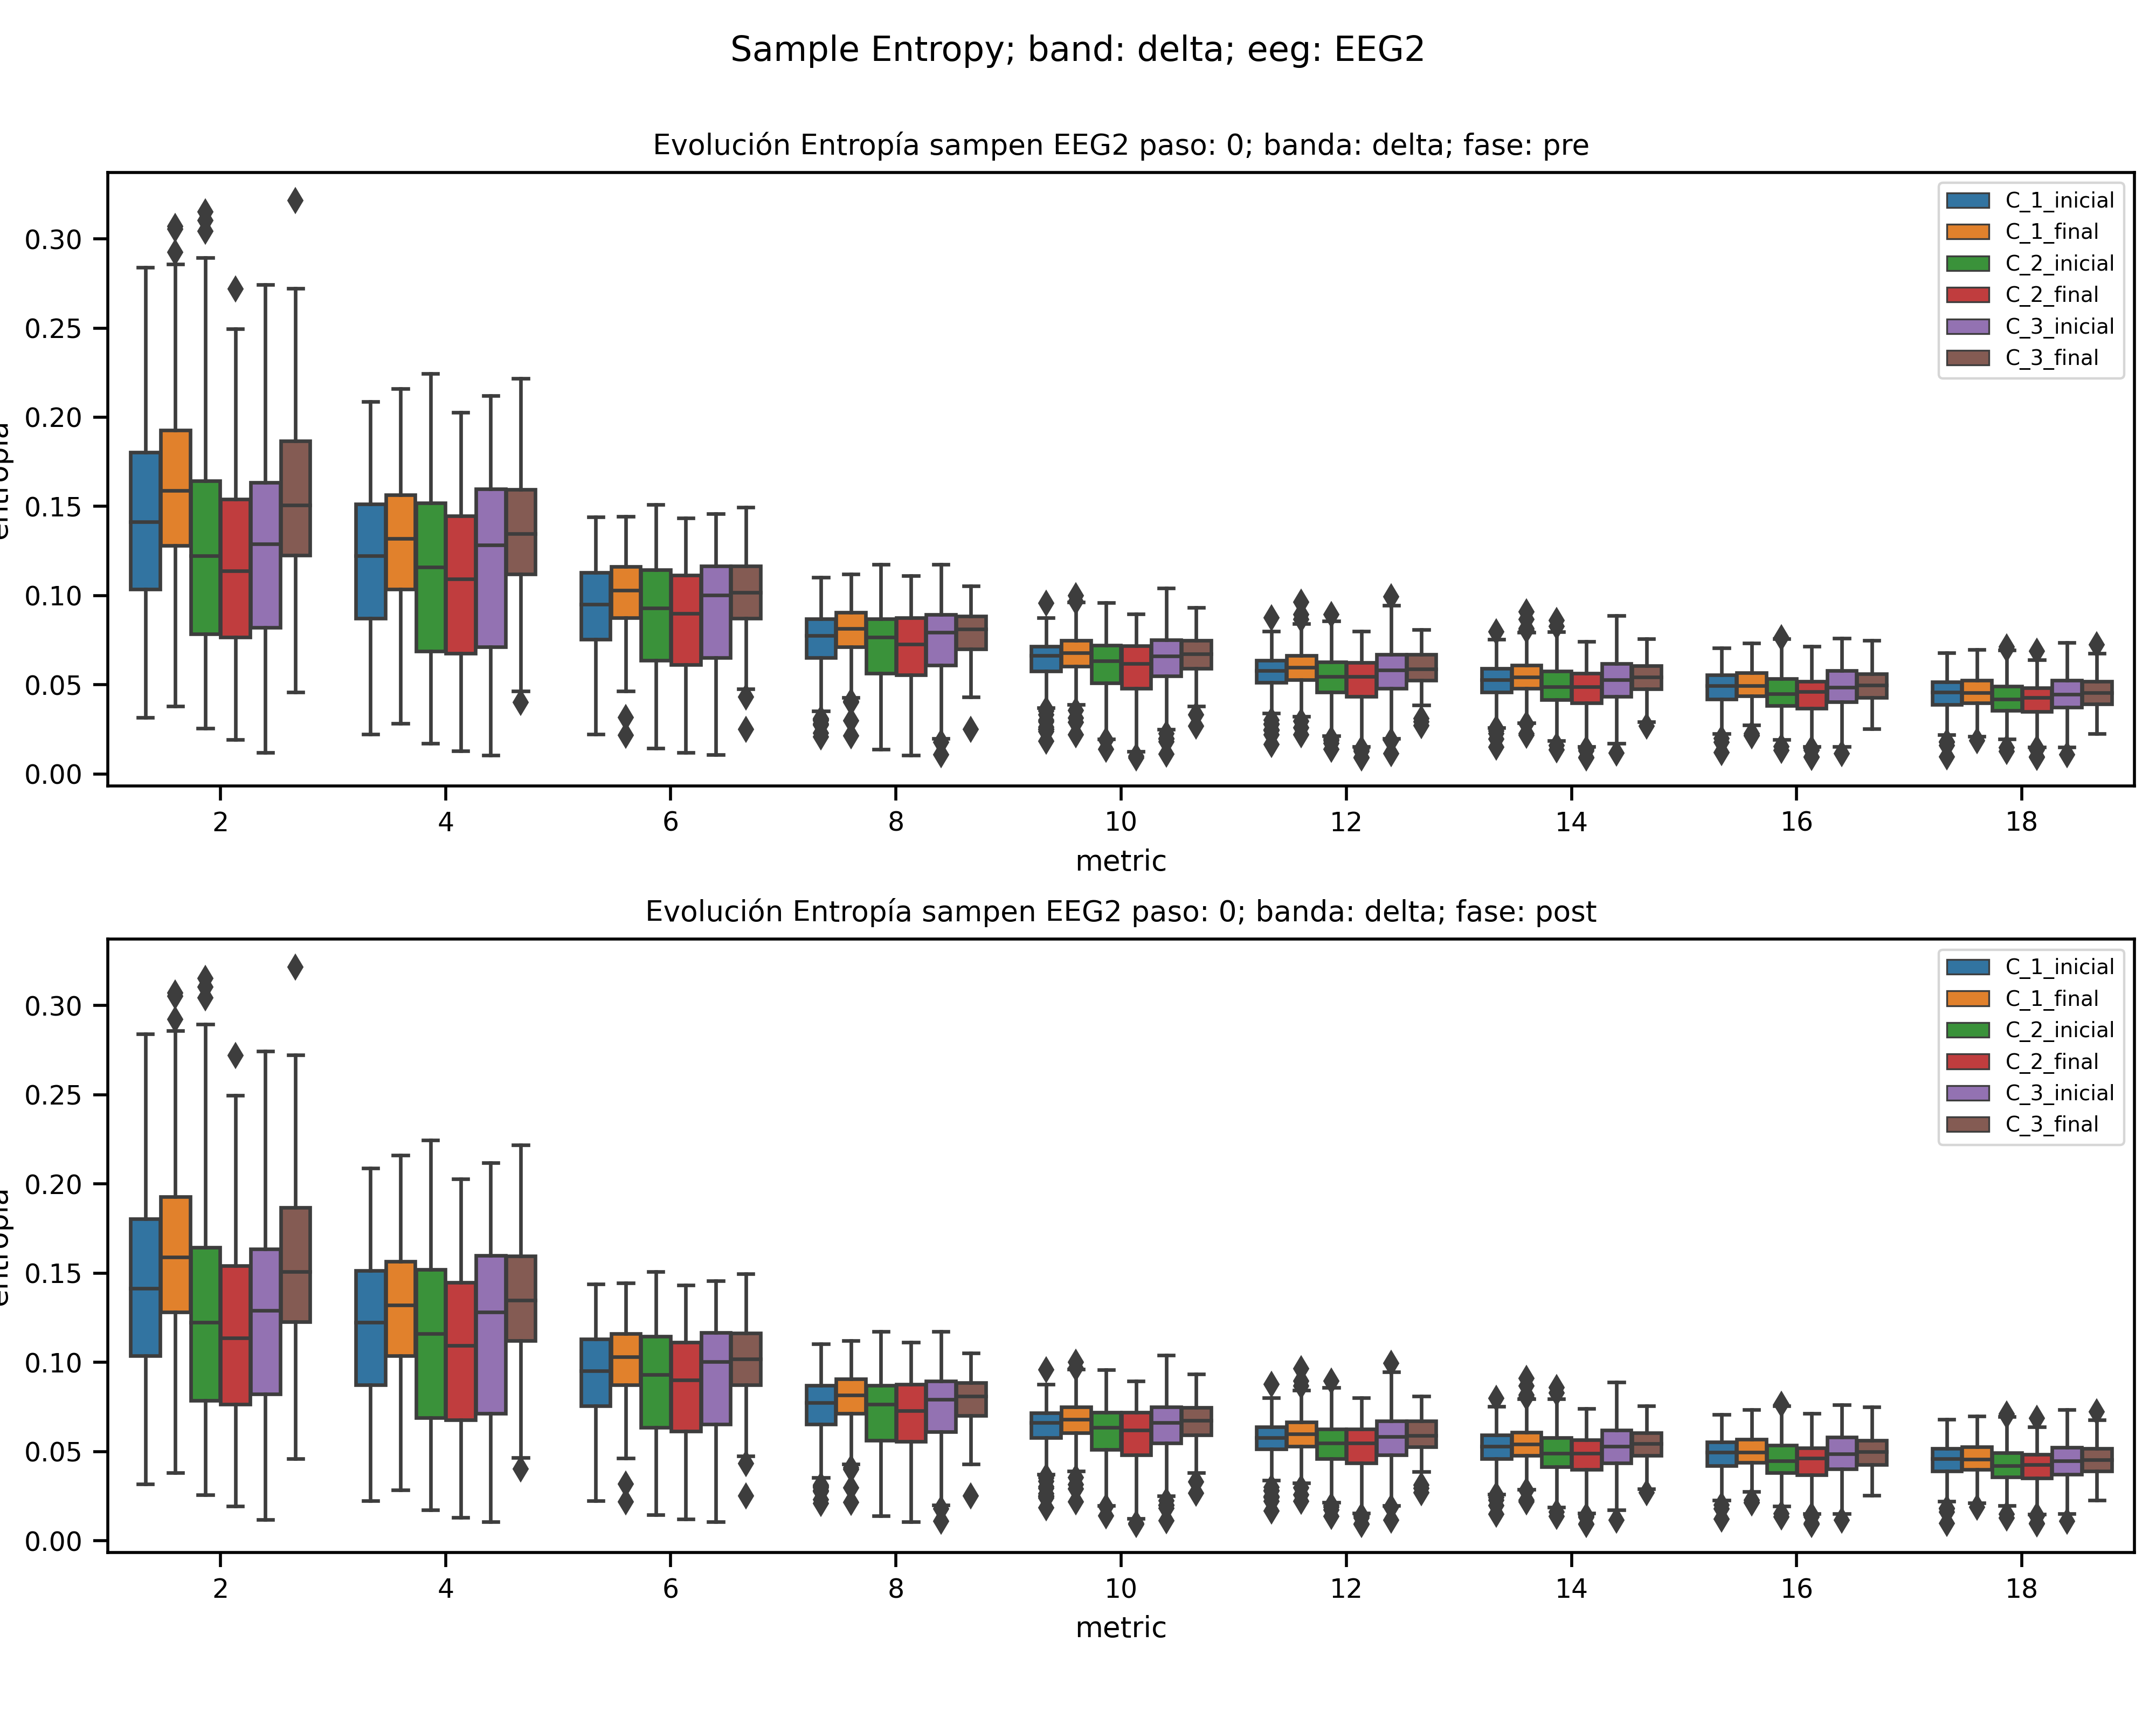 Sample Entropy; band: delta; eeg: EEG2
Evolución Entropía sampen EEG2 paso: 0; banda: delta; fase: pre
C_1_inicial
C_1_final
C_2_inicial
C_2_final
C_3_inicial
C_3_final
0.30
0.25
0.20
0.15
0.10
0.05
0.00
entropia
2 4 6 8 10 12 14 16 18
metric
Evolución Entropía sampen EEG2 paso: 0; banda: delta; fase: post
C_1_inicial
C_1_final
C_2_inicial
C_2_final
C_3_inicial
C_3_final
0.30
0.25
0.20
0.15
0.10
0.05
0.00
entropia
2 4 6 8 10 12 14 16 18
metric